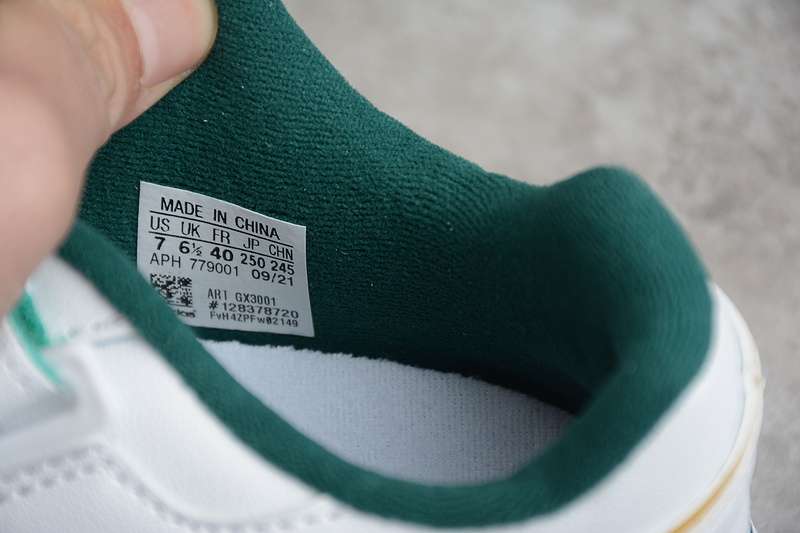 MADE IN CHINA
US UK FR JP CHN
7 6½ 40 250 245
APH 779001 09/21
ART GX3001
#128378720
FvH4ZPFw02149